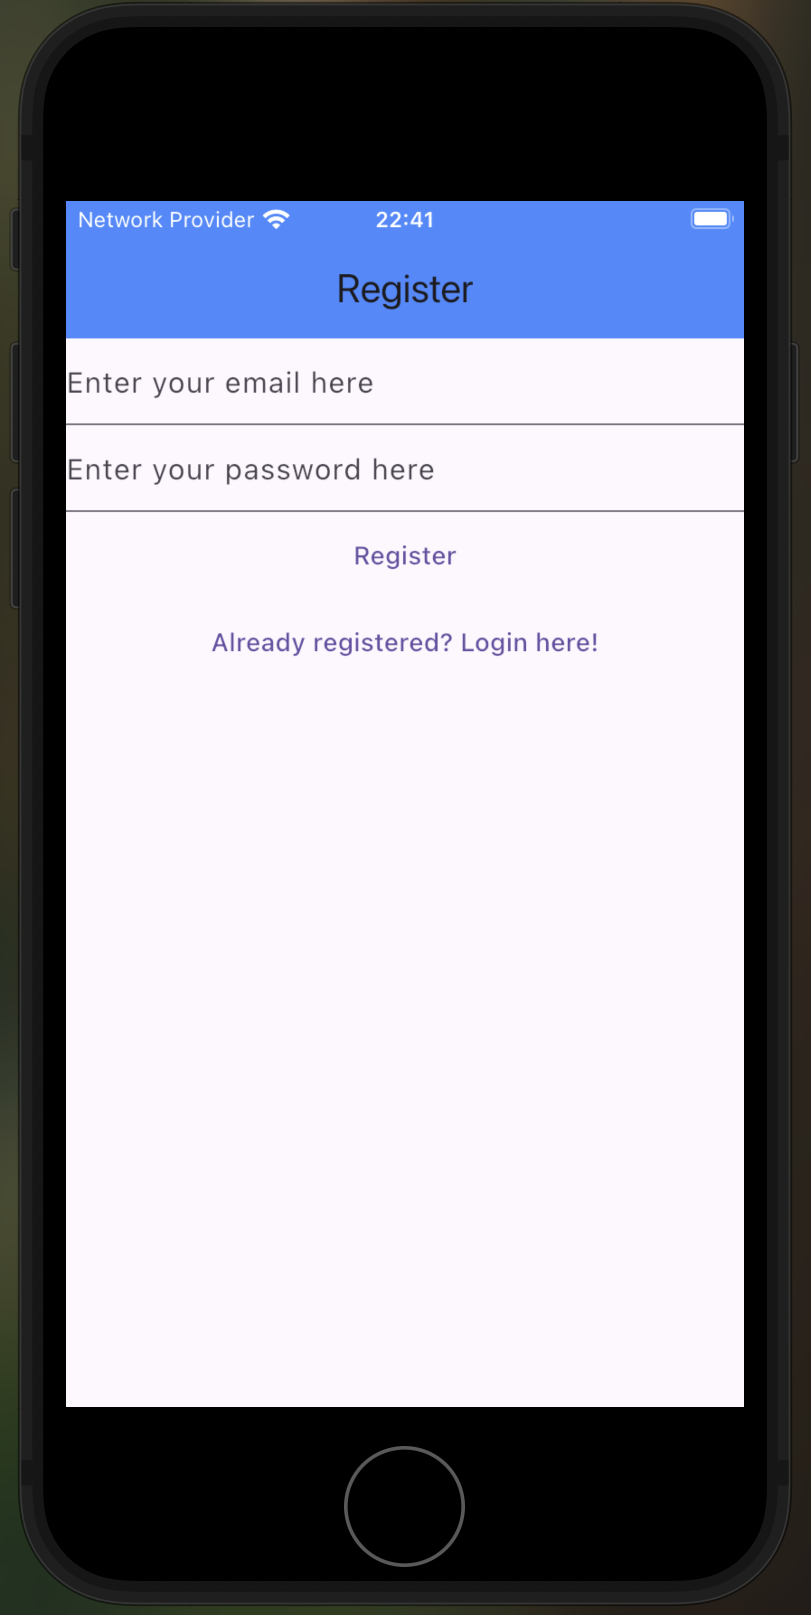 Network Provider 22:41
Register
Enter your email here
Enter your password here
Register
Already registered? Login here!